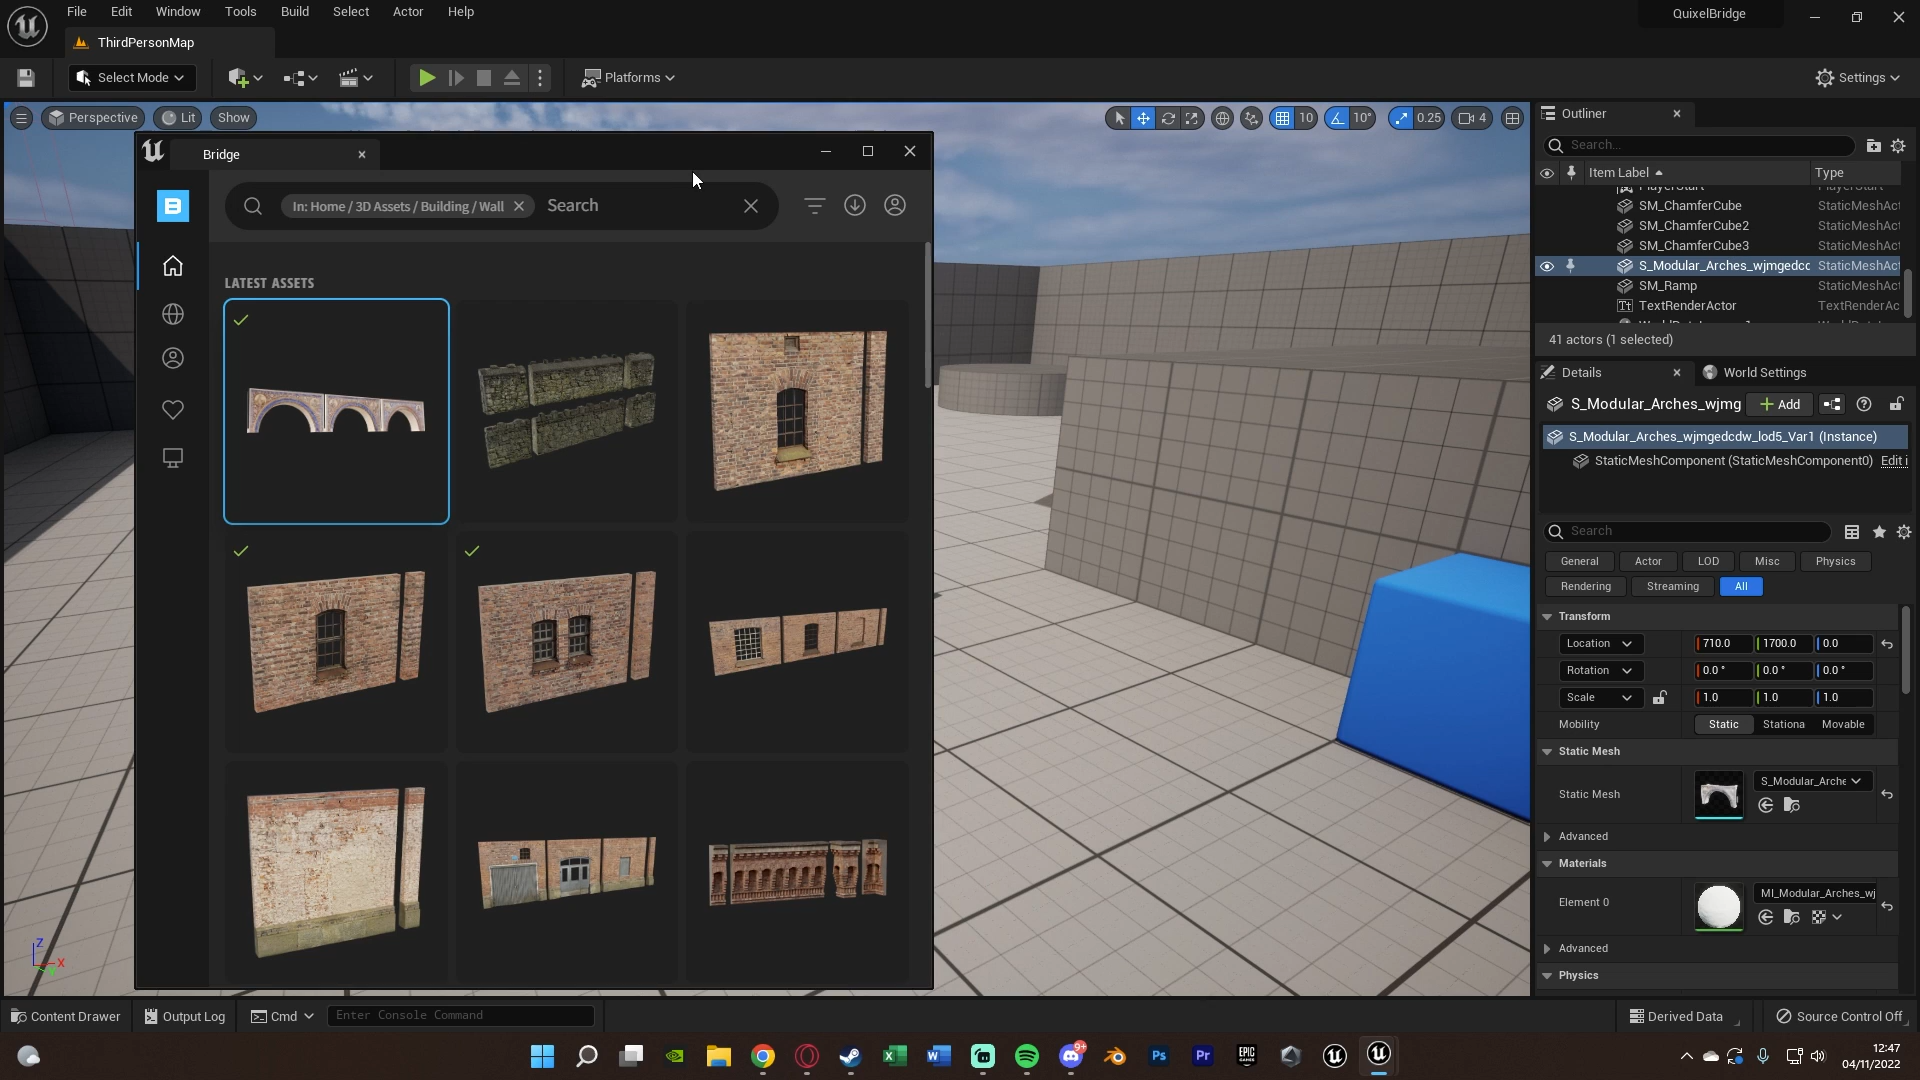 File Edit Window Tools Build Select Actor Help
QuixelBridge
ThirdPersonMap
Select Mode
Platforms
Settings
Perspective
Lit
Show
10
10°
0.25
4
Bridge
In: Home / 3D Assets / Building / Wall
Search
LATEST ASSETS
Outliner
Search...
Item Label
Type
SM_ChamferCube StaticMeshAct
SM_ChamferCube2 StaticMeshAct
SM_ChamferCube3 StaticMeshAct
S_Modular_Arches_wjmgedcc StaticMeshAct
SM_Ramp StaticMeshAct
TextRenderActor TextRenderAc
41 actors (1 selected)
Details
World Settings
S_Modular_Arches_wjmg
Add
S_Modular_Arches_wjmgedcdw_lod5_Var1 (Instance)
StaticMeshComponent (StaticMeshComponent0) Edit i
Search
General Actor LOD Misc Physics
Rendering Streaming All
Transform
Location 710.0 1700.0 0.0
Rotation 0.0 ° 0.0 ° 0.0 °
Scale 1.0 1.0 1.0
Mobility Static Stationa Movable
Static Mesh
Static Mesh S_Modular_Arche
Advanced
Materials
Element 0 MI_Modular_Arches_wj
Advanced
Physics
Z
X
Content Drawer
Output Log
Cmd
Enter Console Command
Derived Data
Source Control Off
9+
Ps
Pr
EPIC
12:47
04/11/2022